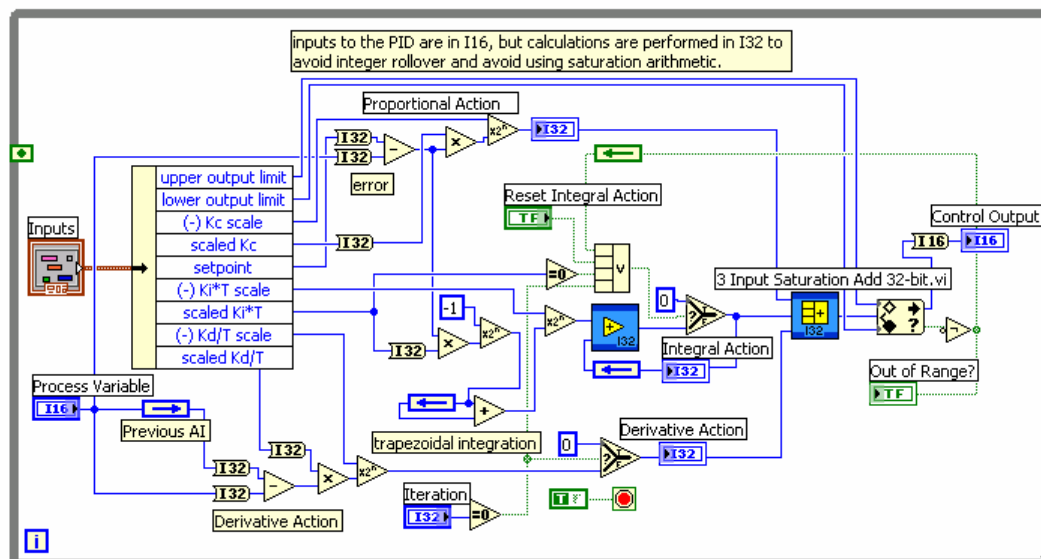 inputs to the PID are in I16, but calculations are performed in I32 to
avoid integer rollover and avoid using saturation arithmetic.
Proportional Action
I32
I32
-
x
x2ⁿ
I32
error
upper output limit
lower output limit
(-) Kc scale
scaled Kc
setpoint
(-) Ki*T scale
scaled Ki*T
(-) Kd/T scale
scaled Kd/T
Inputs
I32
Reset Integral Action
TF
=0
v
Control Output
I16
I16
3 Input Saturation Add 32-bit.vi
0
?
T
F
+
I32
?
¬
-1
I32
x
x2ⁿ
x2ⁿ
+
I32
Integral Action
I32
Out of Range?
TF
Process Variable
I16
Previous AI
+
trapezoidal integration
I32
I32
-
x
x2ⁿ
Derivative Action
0
?
T
F
Derivative Action
I32
Iteration
I32
=0
T
i